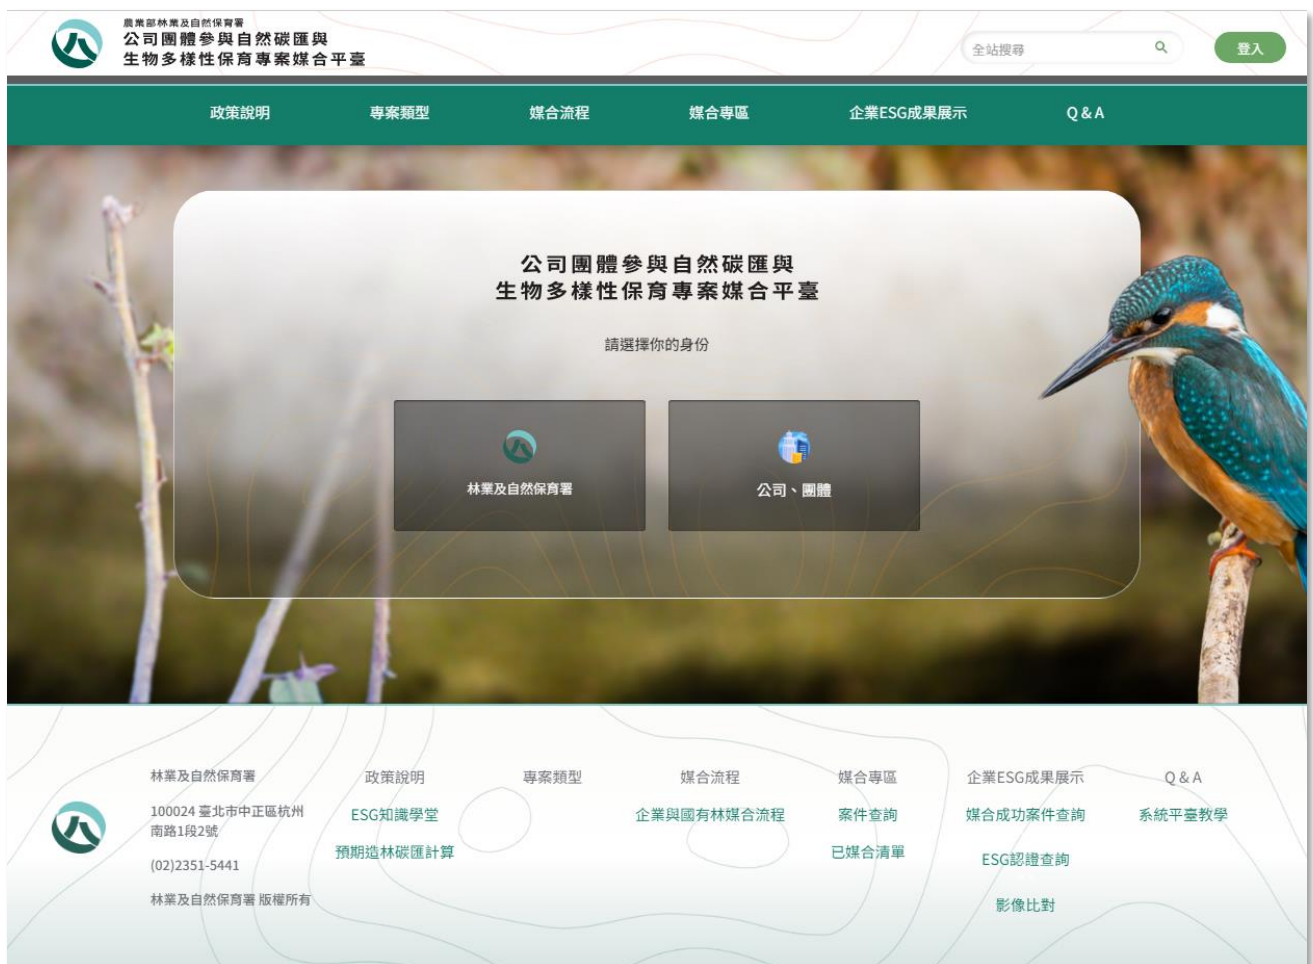 農業部林業及自然保育署
公司團體參與自然碳匯與
生物多樣性保育專案媒合平臺
全站搜尋
登入
政策說明
專案類型
媒合流程
媒合專區
企業ESG成果展示
Q & A
公司團體參與自然碳匯與
生物多樣性保育專案媒合平臺
請選擇你的身份
林業及自然保育署
公司、團體
林業及自然保育署
100024 臺北市中正區杭州
南路1段2號
(02)2351-5441
林業及自然保育署 版權所有
政策說明
ESG知識學堂
預期造林碳匯計算
專案類型
媒合流程
企業與國有林媒合流程
媒合專區
案件查詢
已媒合清單
企業ESG成果展示
媒合成功案件查詢
ESG認證查詢
影像比對
Q & A
系統平臺教學